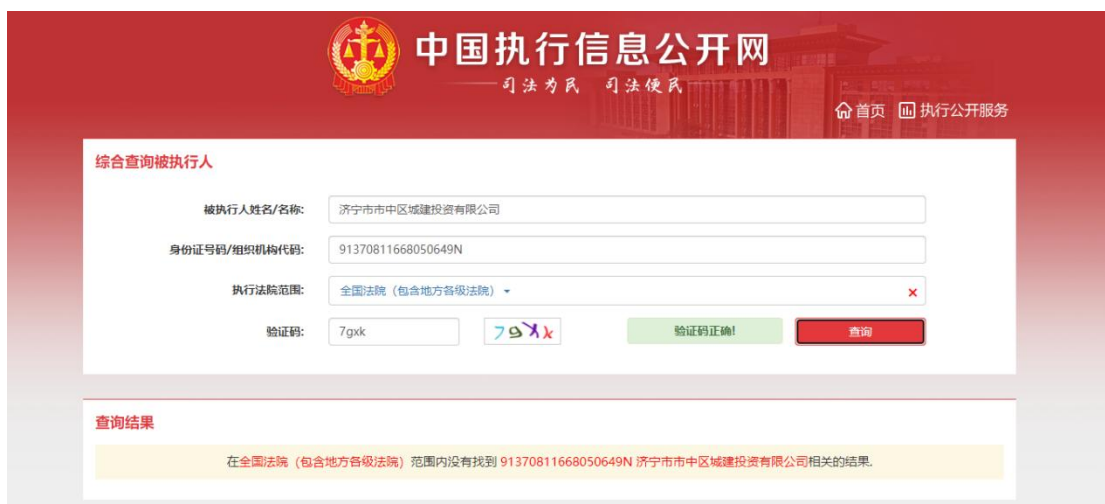 中国执行信息公开网
司法为民 司法便民
首页 执行公开服务
综合查询被执行人
被执行人姓名/名称: 济宁市市中区城建投资有限公司
身份证号码/组织机构代码: 91370811668050649N
执行法院范围: 全国法院（包含地方各级法院）
验证码: 7gxk 7gXk 验证码正确! 查询
查询结果
在全国法院（包含地方各级法院）范围内没有找到 91370811668050649N 济宁市市中区城建投资有限公司相关的结果.